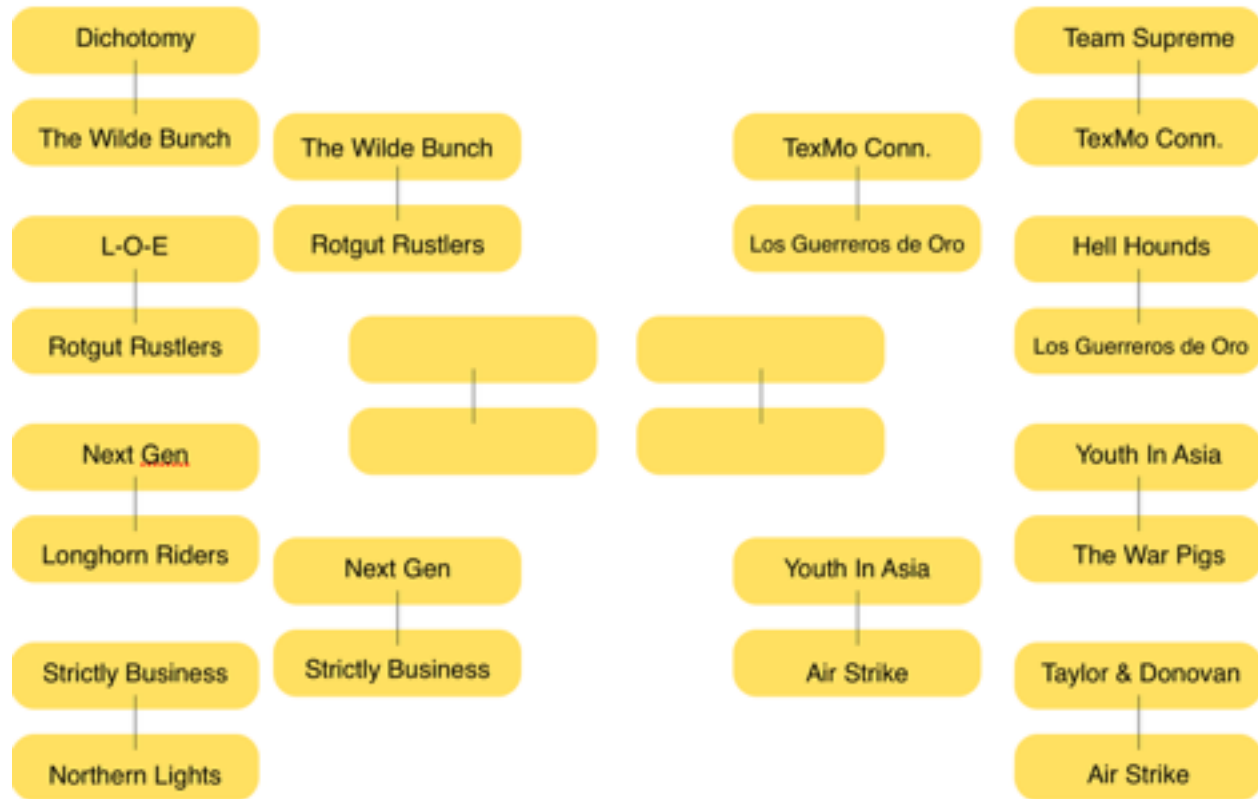 Dichotomy
The Wilde Bunch
L-O-E
Rotgut Rustlers
Next Gen
Longhorn Riders
Strictly Business
Northern Lights
The Wilde Bunch
Rotgut Rustlers
Next Gen
Strictly Business
TexMo Conn.
Los Guerreros de Oro
Youth In Asia
Air Strike
Team Supreme
TexMo Conn.
Hell Hounds
Los Guerreros de Oro
Youth In Asia
The War Pigs
Taylor & Donovan
Air Strike